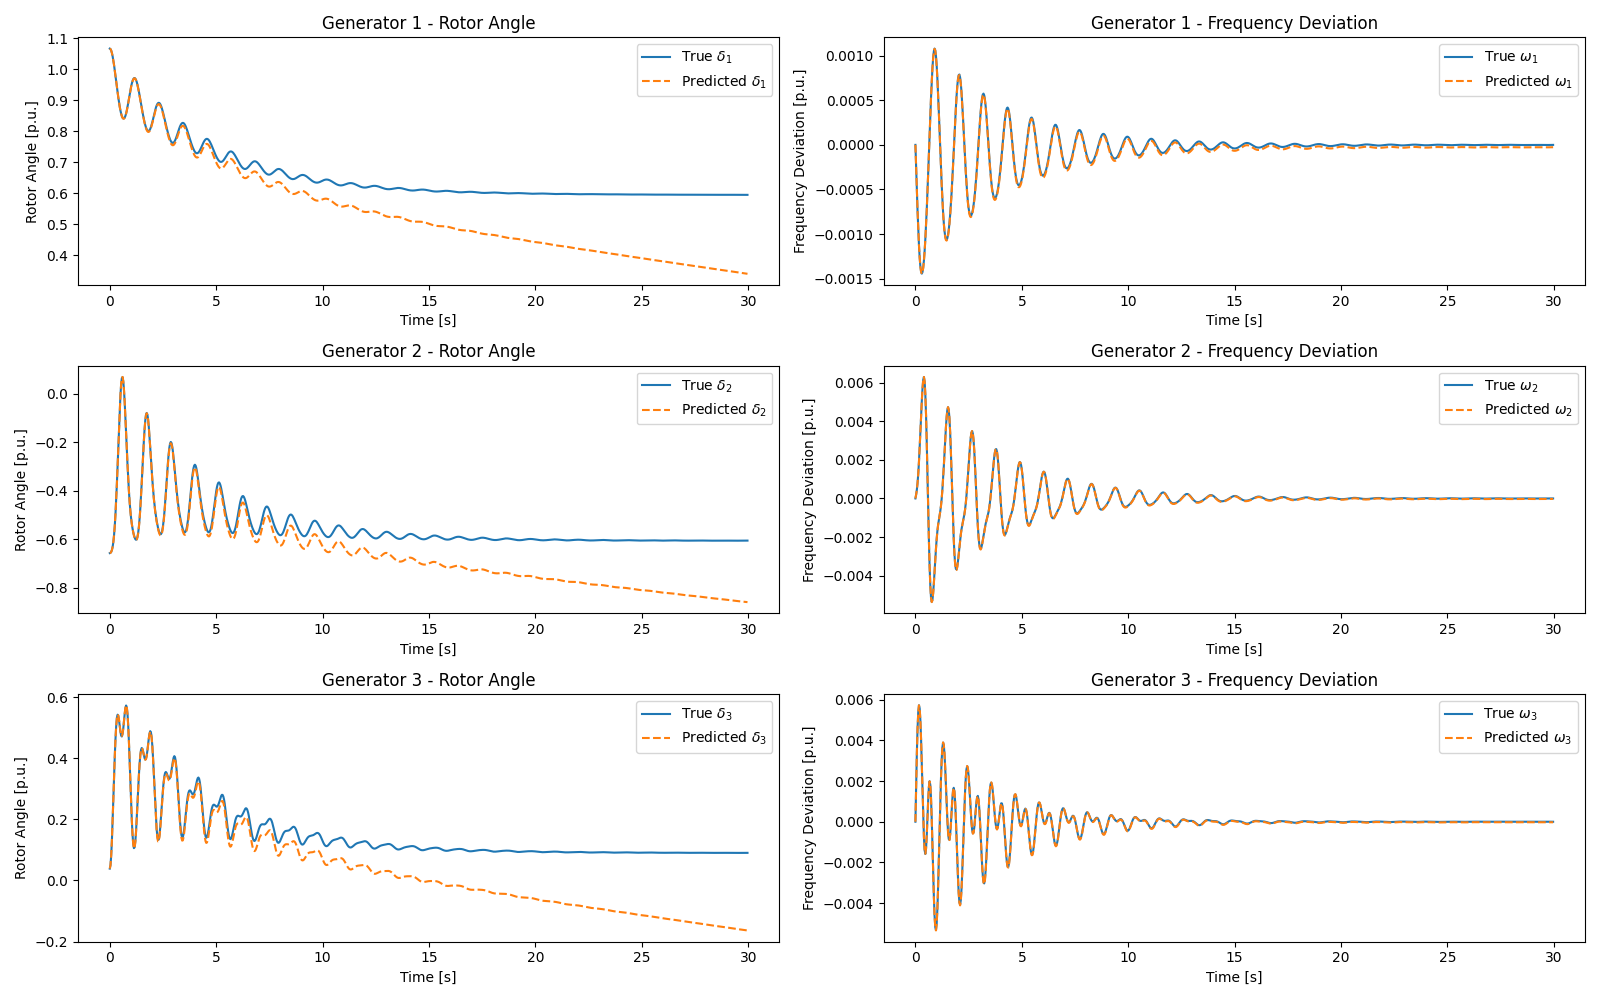 Generator 1 - Rotor Angle
Rotor Angle [p.u.]
1.1
1.0
0.9
0.8
0.7
0.6
0.5
0.4
True δ1
Predicted δ1
0 5 10 15 20 25 30
Time [s]
Generator 1 - Frequency Deviation
Frequency Deviation [p.u.]
0.0010
0.0005
0.0000
−0.0005
−0.0010
−0.0015
True ω1
Predicted ω1
0 5 10 15 20 25 30
Time [s]
Generator 2 - Rotor Angle
Rotor Angle [p.u.]
0.0
−0.2
−0.4
−0.6
−0.8
True δ2
Predicted δ2
0 5 10 15 20 25 30
Time [s]
Generator 2 - Frequency Deviation
Frequency Deviation [p.u.]
0.006
0.004
0.002
0.000
−0.002
−0.004
True ω2
Predicted ω2
0 5 10 15 20 25 30
Time [s]
Generator 3 - Rotor Angle
Rotor Angle [p.u.]
0.6
0.4
0.2
0.0
−0.2
True δ3
Predicted δ3
0 5 10 15 20 25 30
Time [s]
Generator 3 - Frequency Deviation
Frequency Deviation [p.u.]
0.006
0.004
0.002
0.000
−0.002
−0.004
True ω3
Predicted ω3
0 5 10 15 20 25 30
Time [s]